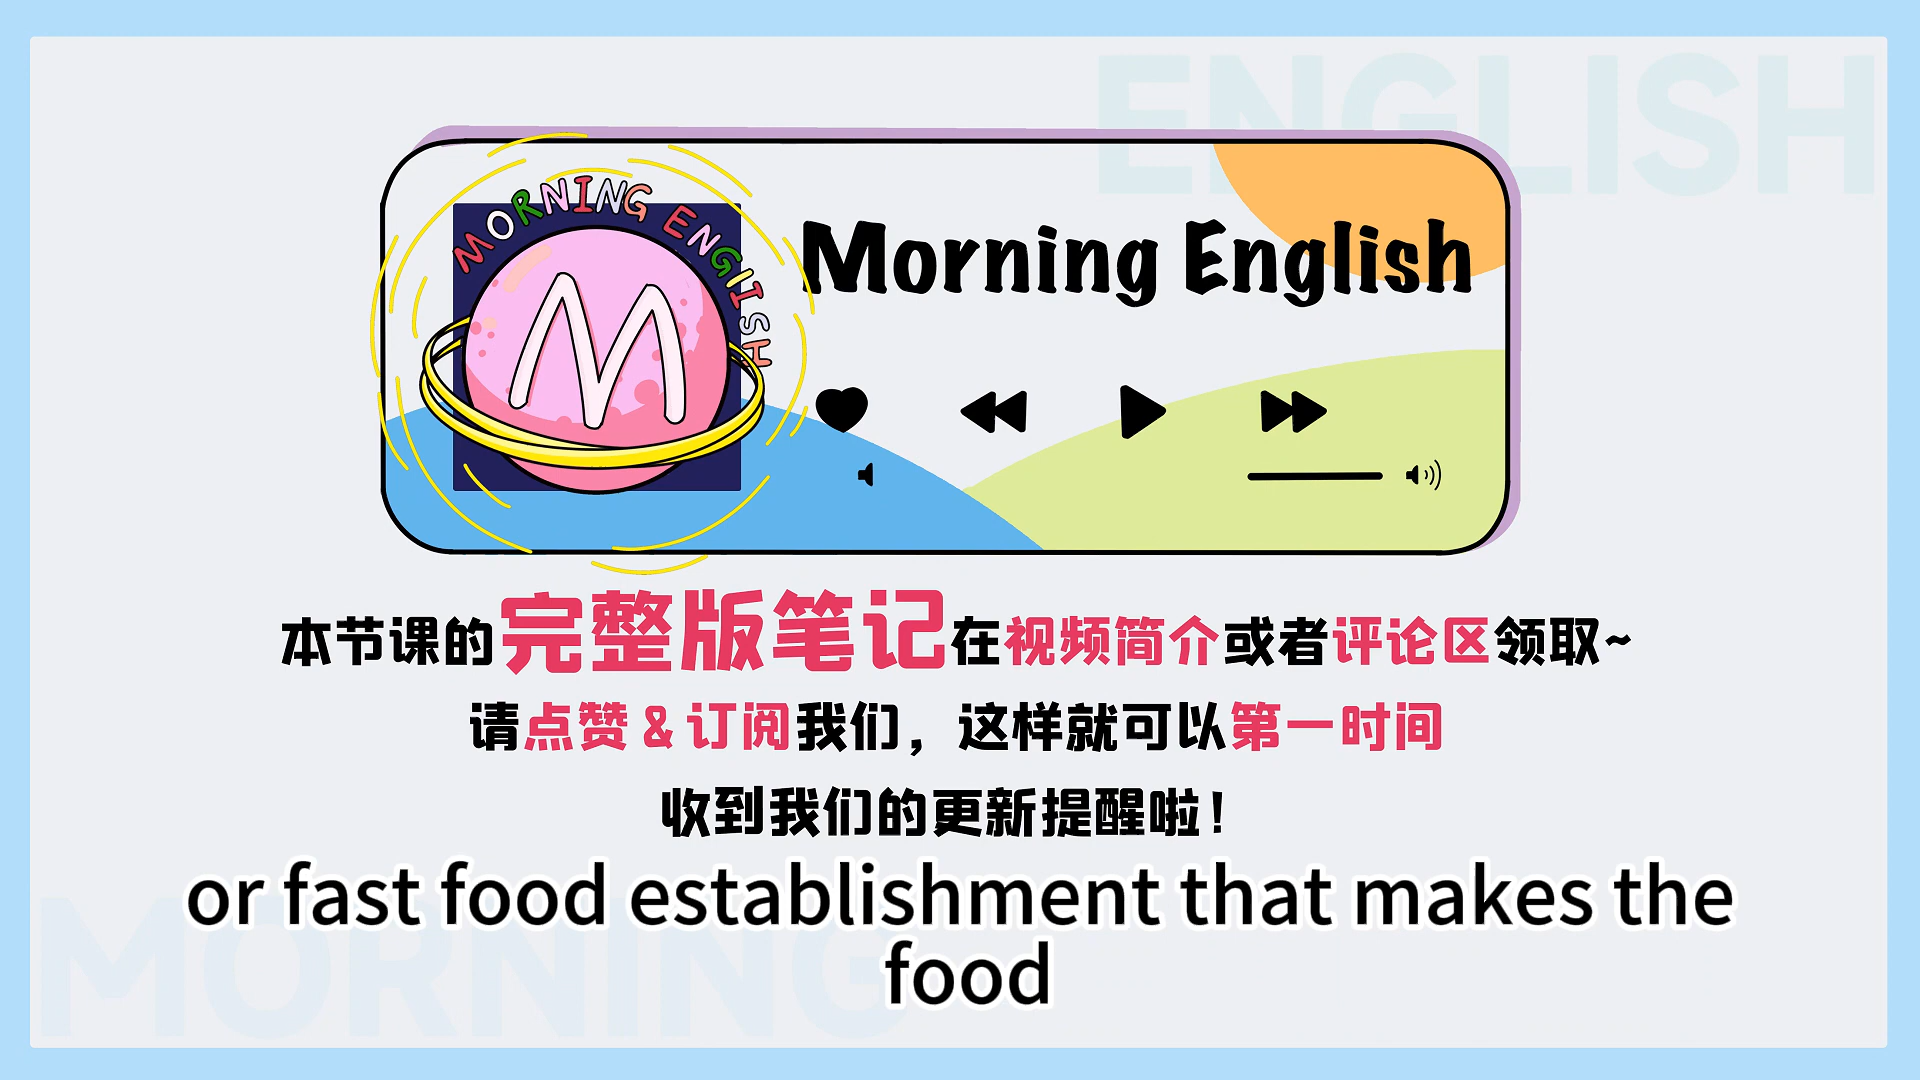 ENGLISH
MORNING ENGLISH
M
Morning English
本节课的完整版笔记在视频简介或者评论区领取~
请点赞&订阅我们，这样就可以第一时间
收到我们的更新提醒啦！
or fast food establishment that makes the
food
MORNING